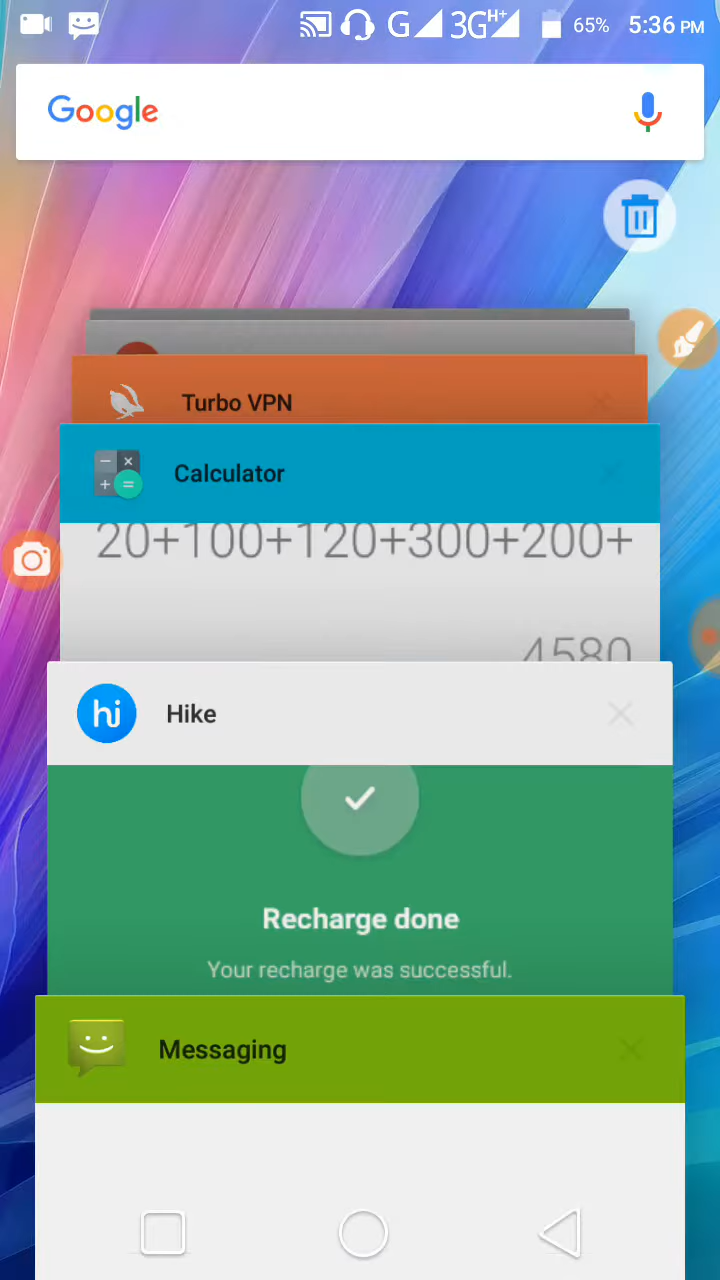 G 3G H+ 65% 5:36 PM
Google
Turbo VPN
Calculator
20+100+120+300+200+
4580
hi Hike
Recharge done
Your recharge was successful.
Messaging